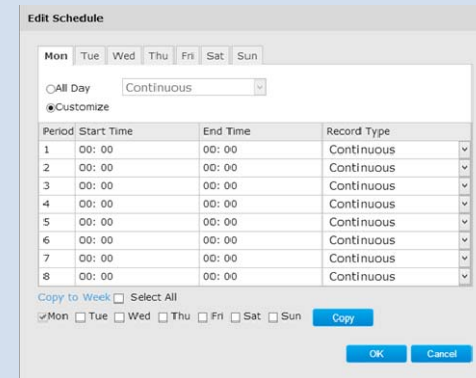 Edit Schedule
Mon Tue Wed Thu Fri Sat Sun
All Day Continuous
Customize
Period Start Time End Time Record Type
1 00: 00 00: 00 Continuous
2 00: 00 00: 00 Continuous
3 00: 00 00: 00 Continuous
4 00: 00 00: 00 Continuous
5 00: 00 00: 00 Continuous
6 00: 00 00: 00 Continuous
7 00: 00 00: 00 Continuous
8 00: 00 00: 00 Continuous
Copy to Week Select All
Mon Tue Wed Thu Fri Sat Sun Copy
OK Cancel